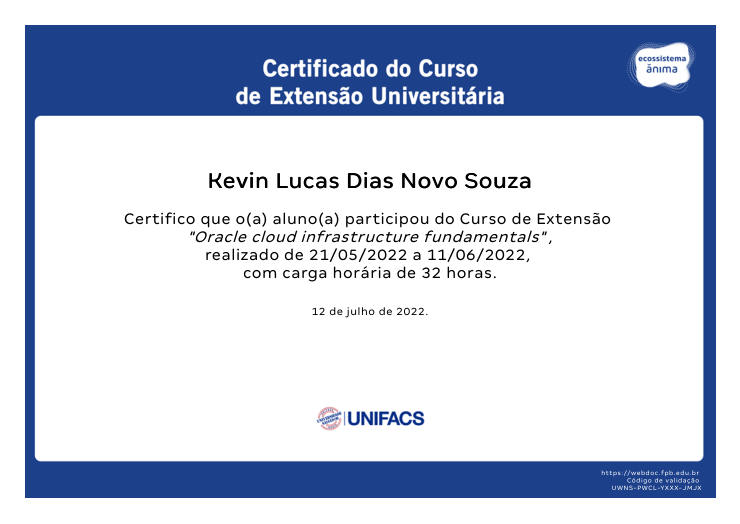 Certificado do Curso
de Extensão Universitária
ecossistema
ânima
Kevin Lucas Dias Novo Souza
Certifico que o(a) aluno(a) participou do Curso de Extensão
"Oracle cloud infrastructure fundamentals",
realizado de 21/05/2022 a 11/06/2022,
com carga horária de 32 horas.
12 de julho de 2022.
UNIFACS
https://webdoc.fpb.edu.br
Código de validação
UWNS-PWCL-YXXX-JMJX